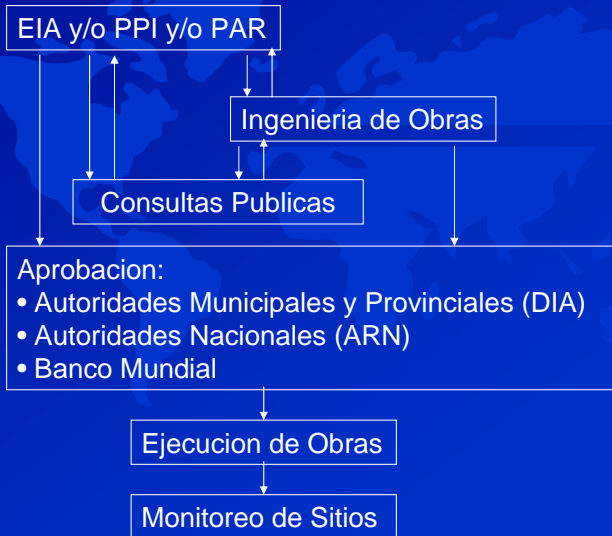 EIA y/o PPI y/o PAR
Ingenieria de Obras
Consultas Publicas
Aprobacion:
• Autoridades Municipales y Provinciales (DIA)
• Autoridades Nacionales (ARN)
• Banco Mundial
Ejecucion de Obras
Monitoreo de Sitios